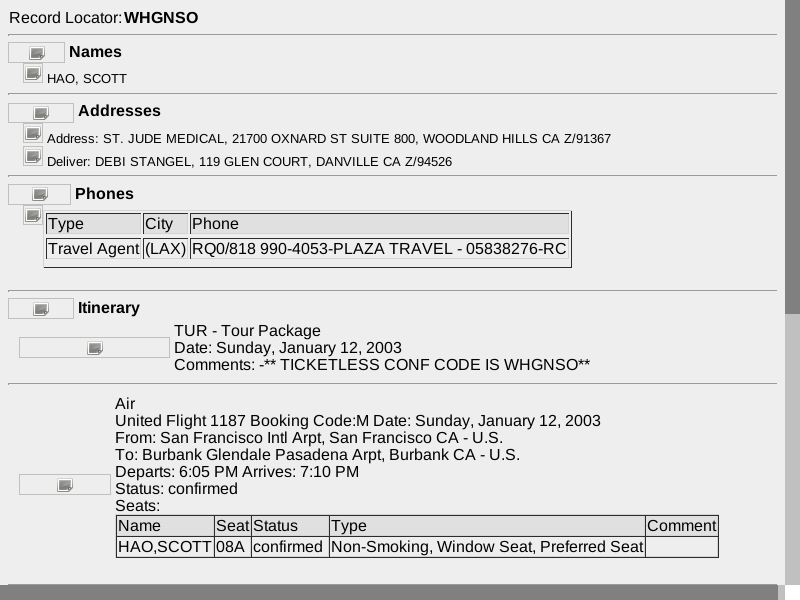 Record Locator: WHGNSO
Names
HAO, SCOTT
Addresses
Address: ST. JUDE MEDICAL, 21700 OXNARD ST SUITE 800, WOODLAND HILLS CA Z/91367
Deliver: DEBI STANGEL, 119 GLEN COURT, DANVILLE CA Z/94526
Phones
Type City Phone
Travel Agent (LAX) RQ0/818 990-4053-PLAZA TRAVEL - 05838276-RC
Itinerary
TUR - Tour Package
Date: Sunday, January 12, 2003
Comments: -** TICKETLESS CONF CODE IS WHGNSO**
Air
United Flight 1187 Booking Code:M Date: Sunday, January 12, 2003
From: San Francisco Intl Arpt, San Francisco CA - U.S.
To: Burbank Glendale Pasadena Arpt, Burbank CA - U.S.
Departs: 6:05 PM Arrives: 7:10 PM
Status: confirmed
Seats:
Name Seat Status Type Comment
HAO,SCOTT 08A confirmed Non-Smoking, Window Seat, Preferred Seat